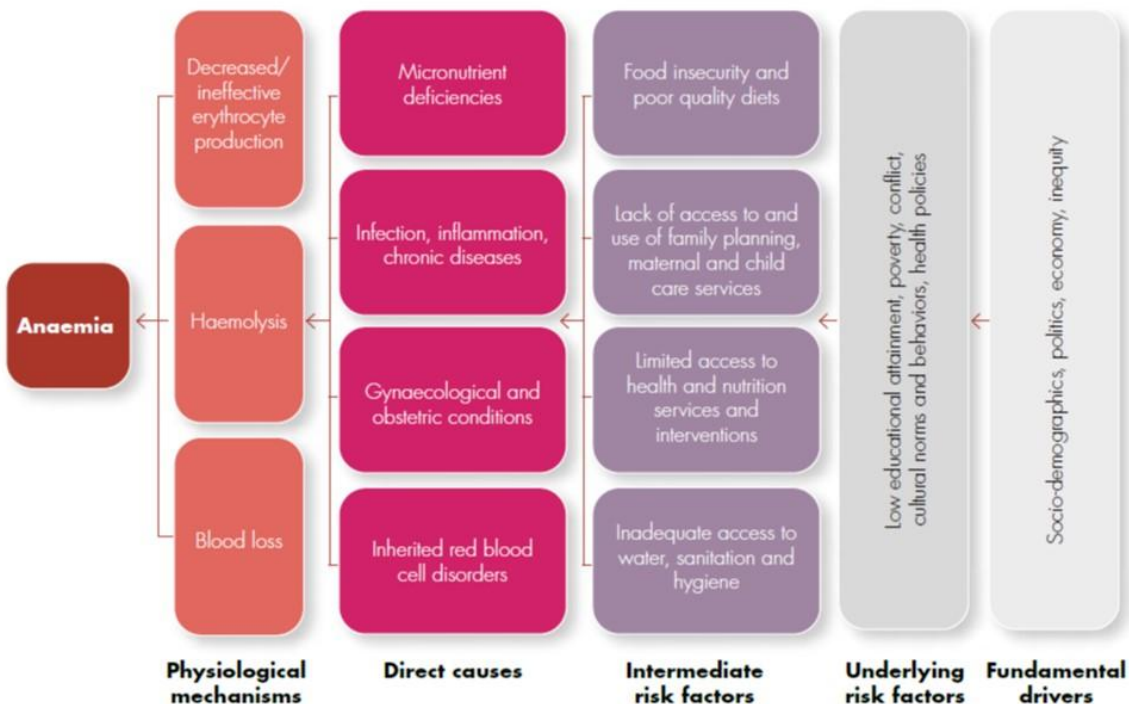 Anaemia
Decreased/
ineffective
erythrocyte
production
Haemolysis
Blood loss
Physiological
mechanisms
Micronutrient
deficiencies
Infection, inflammation,
chronic diseases
Gynaecological and
obstetric conditions
Inherited red blood
cell disorders
Direct causes
Food insecurity and
poor quality diets
Lack of access to and
use of family planning,
maternal and child
care services
Limited access to
health and nutrition
services and
interventions
Inadequate access to
water, sanitation and
hygiene
Intermediate
risk factors
Low educational attainment, poverty, conflict,
cultural norms and behaviors, health policies
Underlying
risk factors
Socio-demographics, politics, economy, inequity
Fundamental
drivers